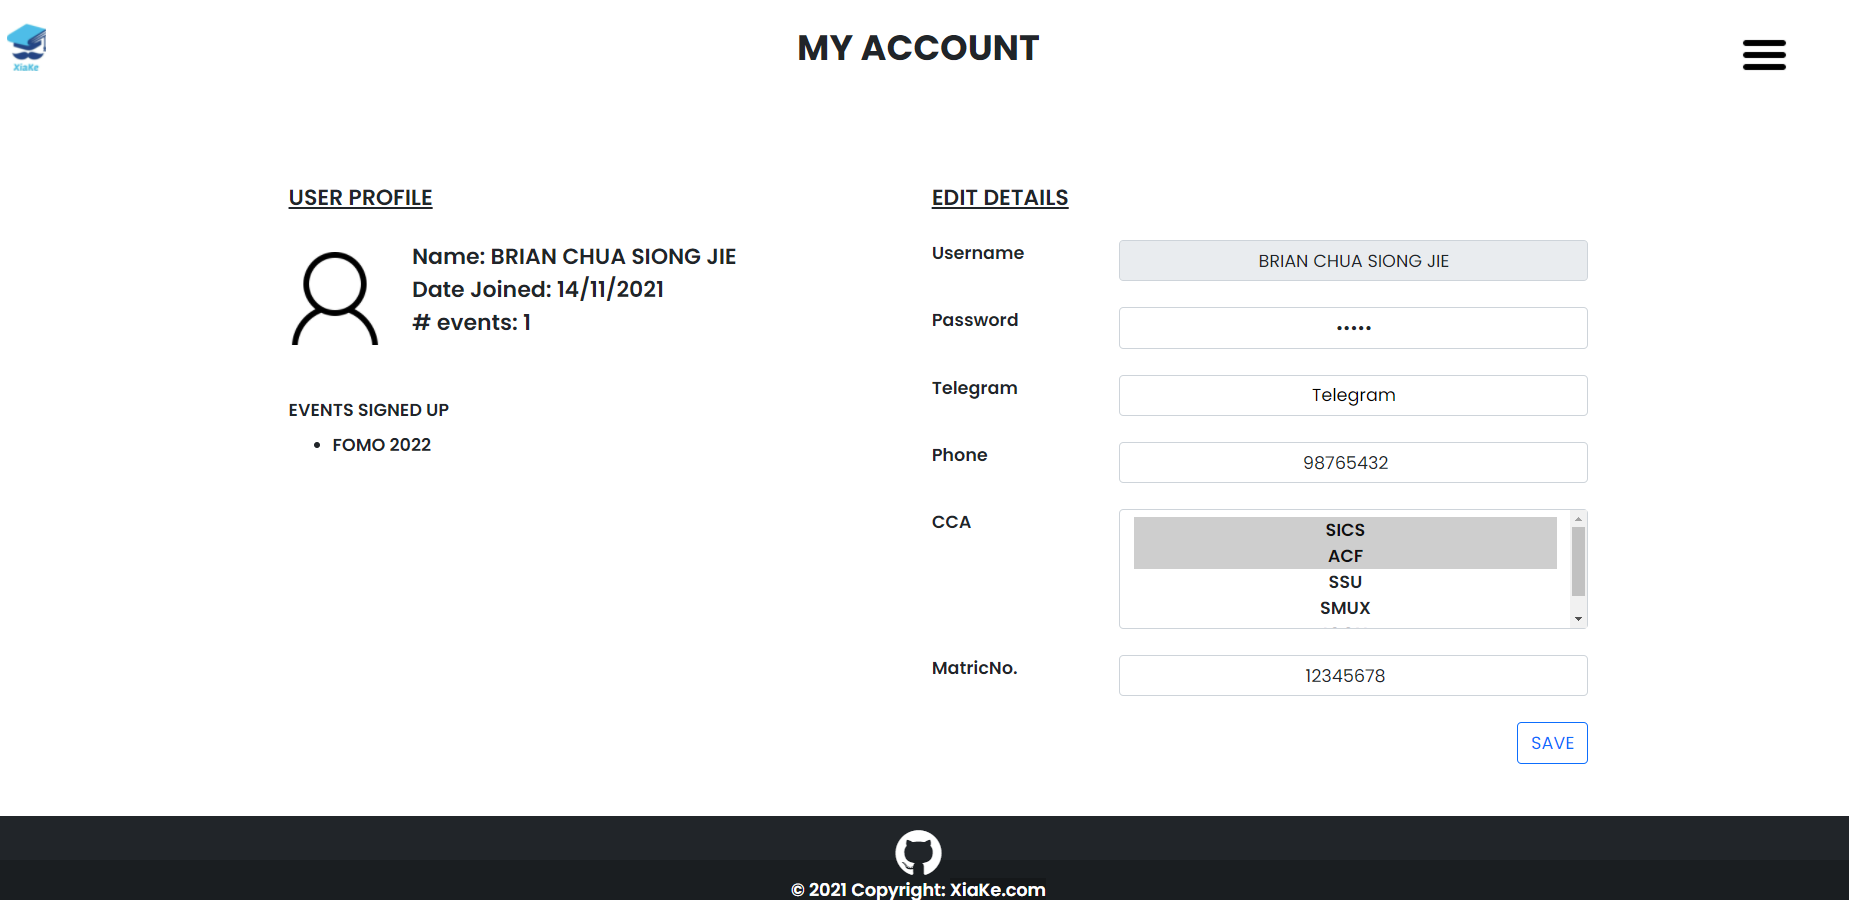 XiaKe
MY ACCOUNT
USER PROFILE
Name: BRIAN CHUA SIONG JIE
Date Joined: 14/11/2021
# events: 1
EVENTS SIGNED UP
• FOMO 2022
EDIT DETAILS
Username BRIAN CHUA SIONG JIE
Password •••••
Telegram Telegram
Phone 98765432
CCA SICS
ACF
SSU
SMUX
MatricNo. 12345678
SAVE
© 2021 Copyright: XiaKe.com